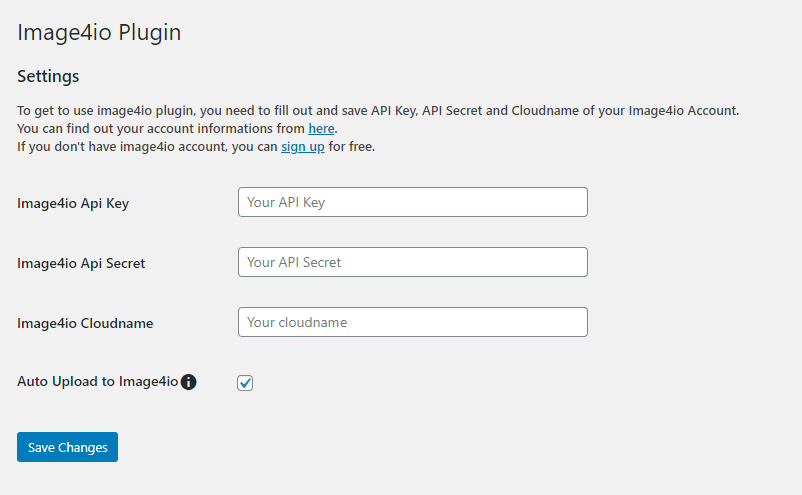 Image4io Plugin
Settings
To get to use image4io plugin, you need to fill out and save API Key, API Secret and Cloudname of your Image4io Account.
You can find out your account informations from here.
If you don't have image4io account, you can sign up for free.
Image4io Api Key
Your API Key
Image4io Api Secret
Your API Secret
Image4io Cloudname
Your cloudname
Auto Upload to Image4io
Save Changes